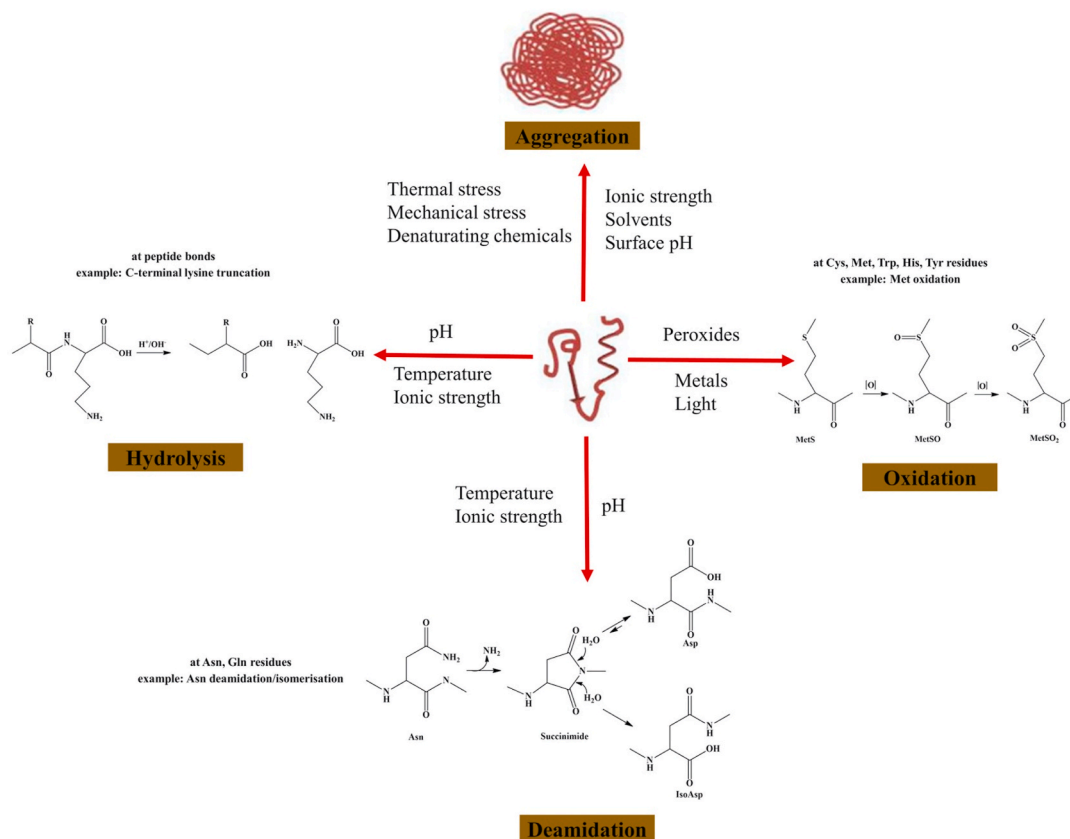 Aggregation
Thermal stress
Mechanical stress
Denaturating chemicals
Ionic strength
Solvents
Surface pH
at peptide bonds
example: C-terminal lysine truncation
R
H
N
O
OH
O
NH₂
H⁺/OH⁻
R
OH
O
H₂N
O
OH
NH₂
Hydrolysis
pH
Temperature
Ionic strength
Peroxides
Metals
Light
at Cys, Met, Trp, His, Tyr residues
example: Met oxidation
S
N
H
O
MetS
|O|
O
S
N
H
O
MetSO
|O|
O
S
O
N
H
O
MetSO₂
Oxidation
Temperature
Ionic strength
pH
at Asn, Gln residues
example: Asn deamidation/isomerisation
O
NH₂
N
H
H
N
O
Asn
NH₂
O
N
N
H
O
H₂O
H₂O
Succinimide
O
OH
H
N
N
H
O
Asp
O
H
N
N
H
OH
O
IsoAsp
Deamidation